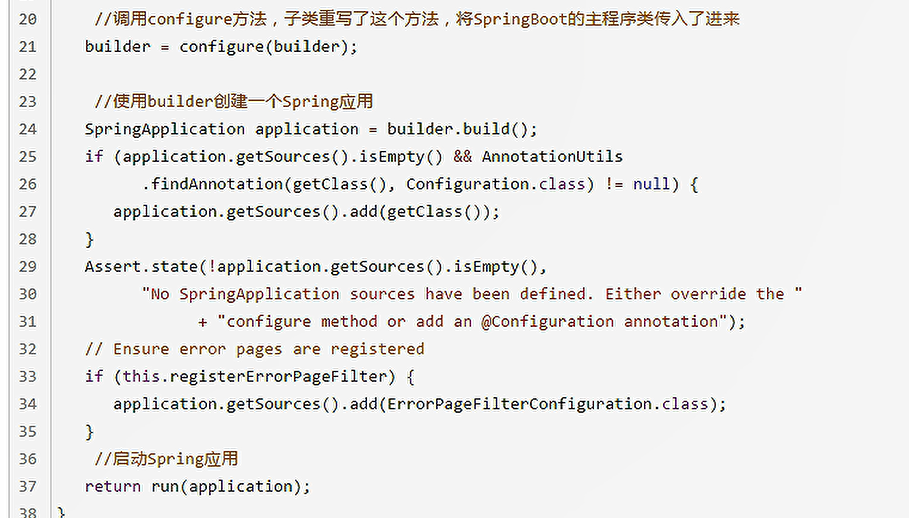 20 //调用configure方法，子类重写了这个方法，将SpringBoot的主程序类传入了进来
21 builder = configure(builder);
22
23 //使用builder创建一个Spring应用
24 SpringApplication application = builder.build();
25 if (application.getSources().isEmpty() && AnnotationUtils
26 .findAnnotation(getClass(), Configuration.class) != null) {
27 application.getSources().add(getClass());
28 }
29 Assert.state(!application.getSources().isEmpty(),
30 "No SpringApplication sources have been defined. Either override the "
31 + "configure method or add an @Configuration annotation");
32 // Ensure error pages are registered
33 if (this.registerErrorPageFilter) {
34 application.getSources().add(ErrorPageFilterConfiguration.class);
35 }
36 //启动Spring应用
37 return run(application);
38 }